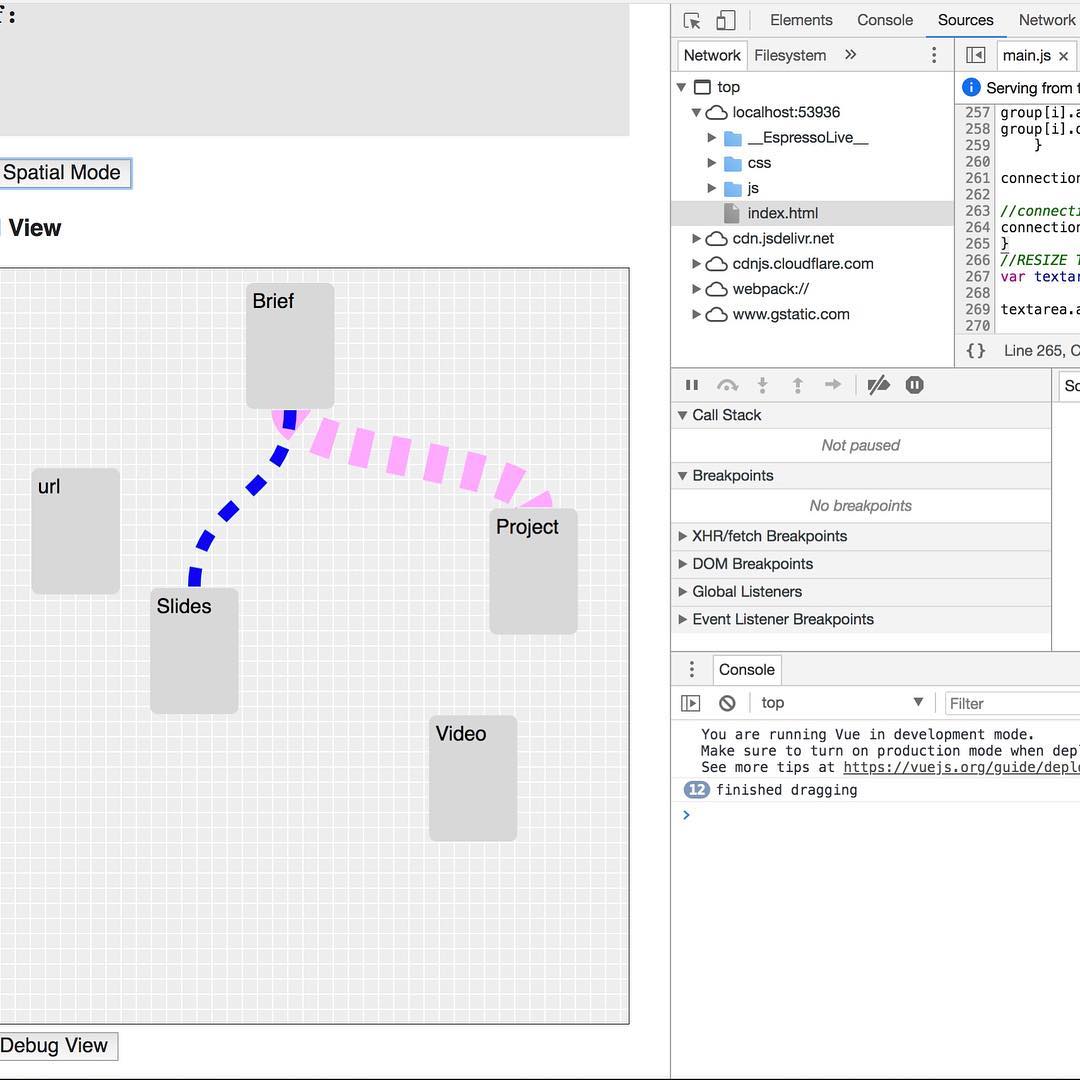 f:
Spatial Mode
View
Brief
url
Project
Slides
Video
Debug View
Elements Console Sources Network
Network Filesystem »
main.js ×
top
localhost:53936
__EspressoLive__
css
js
index.html
cdn.jsdelivr.net
cdnjs.cloudflare.com
webpack://
www.gstatic.com
i Serving from f
257 group[i].a
258 group[i].c
259 }
260
261 connection
262
263 //connecti
264 connection
265 }
266 //RESIZE T
267 var textar
268
269 textarea.a
270
{} Line 265, C
Call Stack
Not paused
Breakpoints
No breakpoints
XHR/fetch Breakpoints
DOM Breakpoints
Global Listeners
Event Listener Breakpoints
Sc
Console
top
Filter
You are running Vue in development mode.
Make sure to turn on production mode when depl
See more tips at https://vuejs.org/guide/deplo
12 finished dragging
>